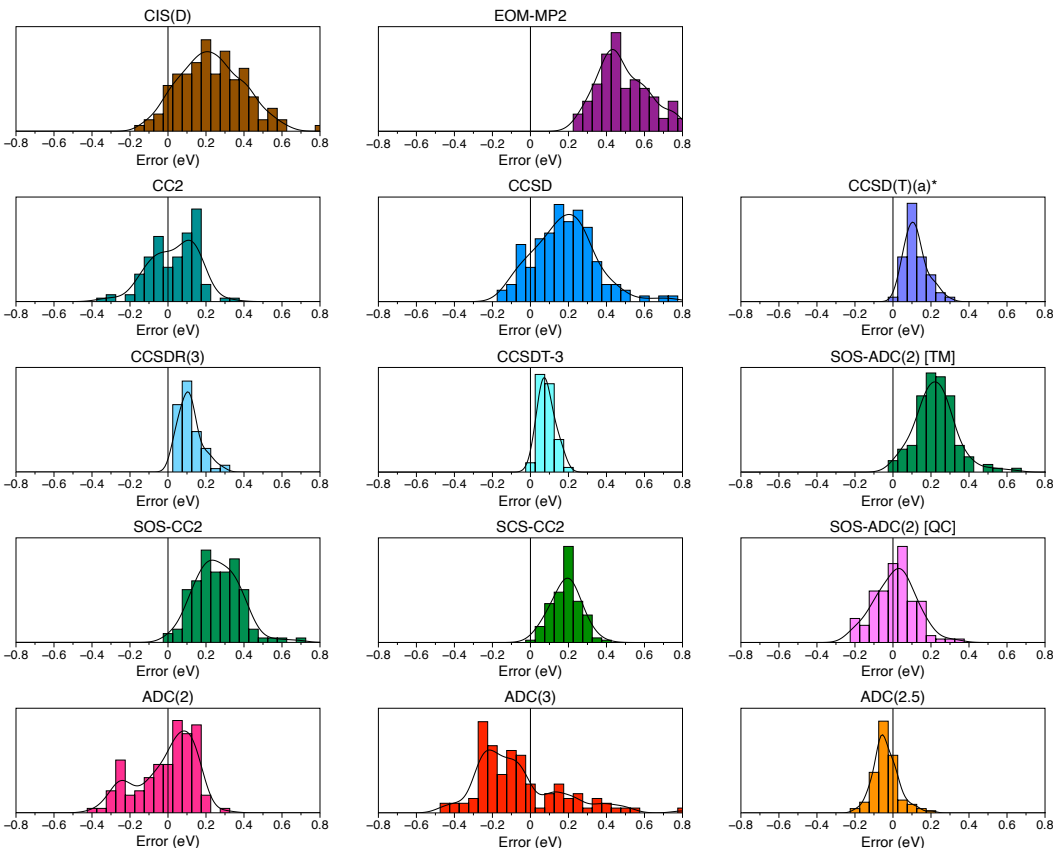 CIS(D)
EOM-MP2
−0.8 −0.6 −0.4 −0.2 0 0.2 0.4 0.6 0.8
−0.8 −0.6 −0.4 −0.2 0 0.2 0.4 0.6 0.8
Error (eV)
Error (eV)
CC2
CCSD
CCSD(T)(a)*
−0.8 −0.6 −0.4 −0.2 0 0.2 0.4 0.6 0.8
−0.8 −0.6 −0.4 −0.2 0 0.2 0.4 0.6 0.8
−0.8 −0.6 −0.4 −0.2 0 0.2 0.4 0.6 0.8
Error (eV)
Error (eV)
Error (eV)
CCSDR(3)
CCSDT-3
SOS-ADC(2) [TM]
−0.8 −0.6 −0.4 −0.2 0 0.2 0.4 0.6 0.8
−0.8 −0.6 −0.4 −0.2 0 0.2 0.4 0.6 0.8
−0.8 −0.6 −0.4 −0.2 0 0.2 0.4 0.6 0.8
Error (eV)
Error (eV)
Error (eV)
SOS-CC2
SCS-CC2
SOS-ADC(2) [QC]
−0.8 −0.6 −0.4 −0.2 0 0.2 0.4 0.6 0.8
−0.8 −0.6 −0.4 −0.2 0 0.2 0.4 0.6 0.8
−0.8 −0.6 −0.4 −0.2 0 0.2 0.4 0.6 0.8
Error (eV)
Error (eV)
Error (eV)
ADC(2)
ADC(3)
ADC(2.5)
−0.8 −0.6 −0.4 −0.2 0 0.2 0.4 0.6 0.8
−0.8 −0.6 −0.4 −0.2 0 0.2 0.4 0.6 0.8
−0.8 −0.6 −0.4 −0.2 0 0.2 0.4 0.6 0.8
Error (eV)
Error (eV)
Error (eV)